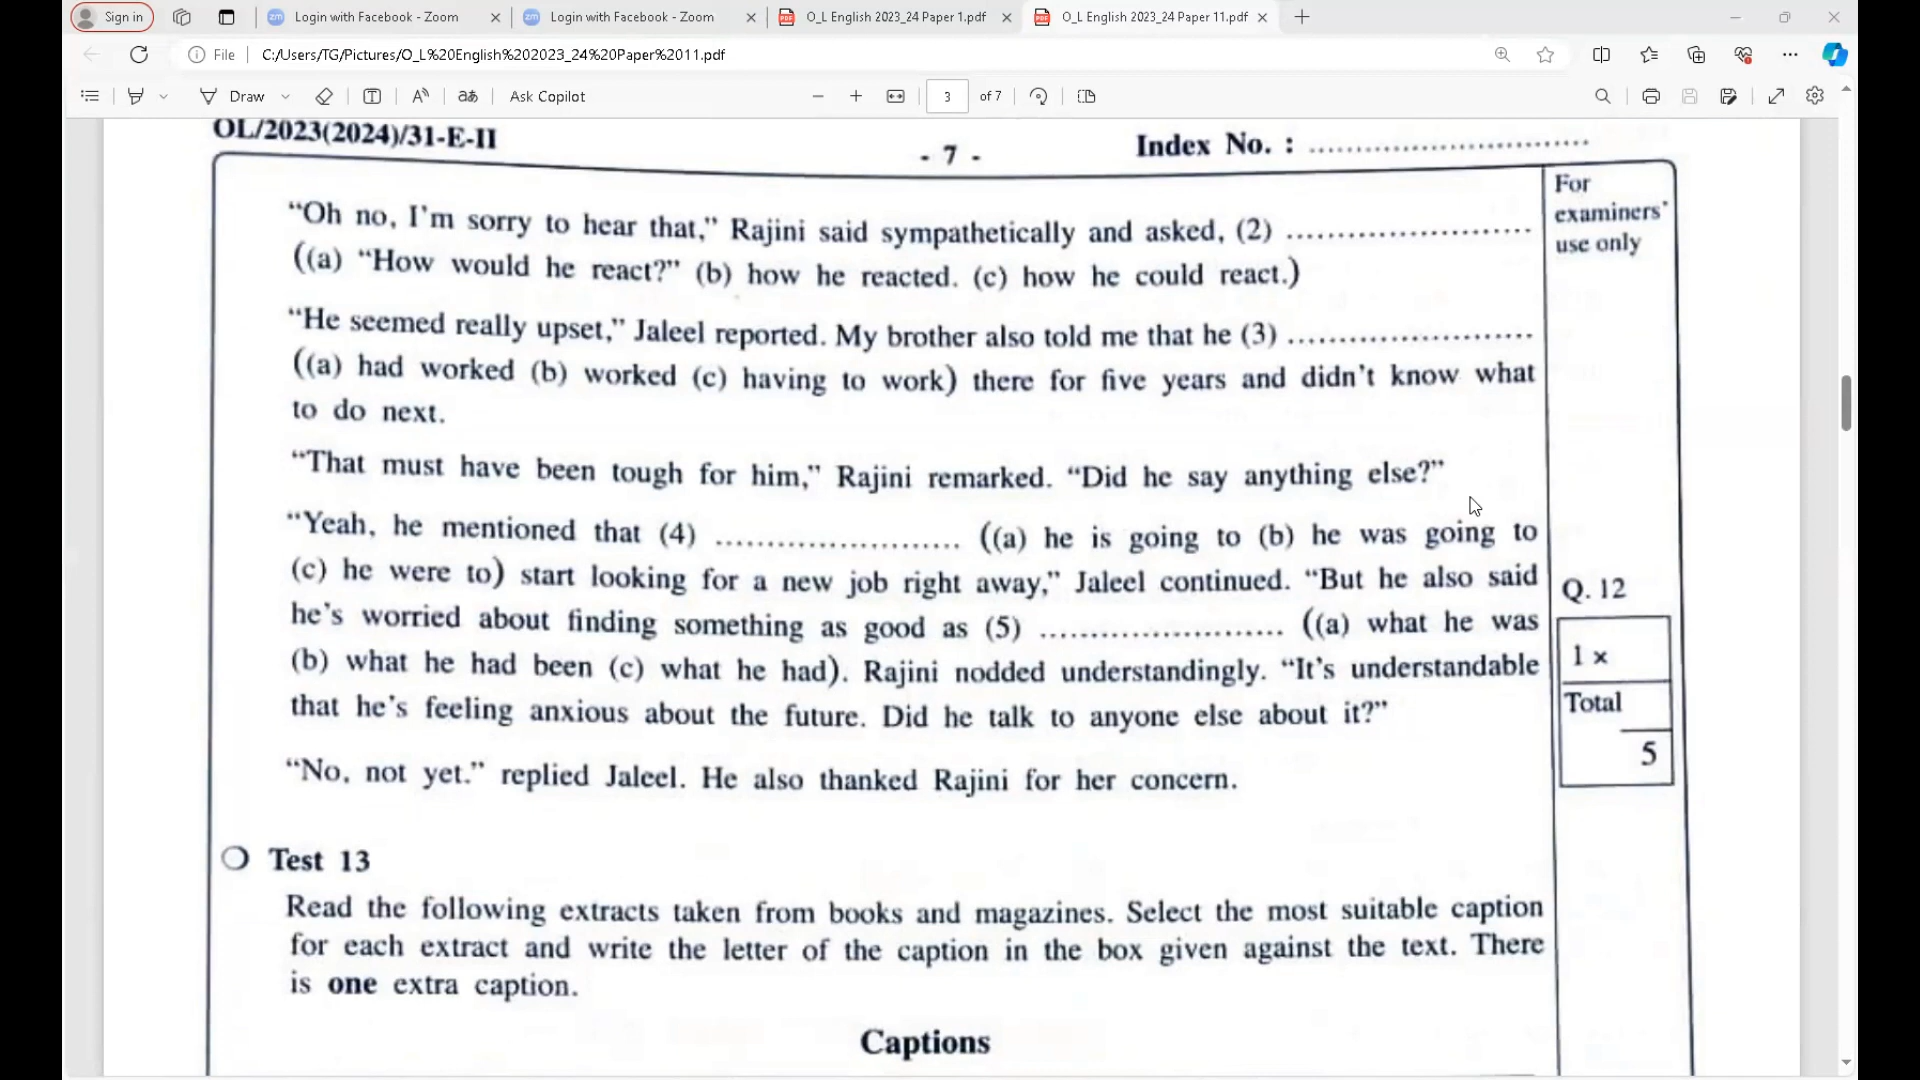 Sign in
Login with Facebook - Zoom
Login with Facebook - Zoom
O_L English 2023_24 Paper 1.pdf
O_L English 2023_24 Paper 11.pdf
File C:/Users/TG/Pictures/O_L%20English%202023_24%20Paper%2011.pdf
Draw aあ Ask Copilot 3 of 7
OL/2023(2024)/31-E-II
- 7 -
Index No. : ..............................
For
examiners'
use only
“Oh no, I'm sorry to hear that,” Rajini said sympathetically and asked, (2) .........................
((a) “How would he react?” (b) how he reacted. (c) how he could react.)
“He seemed really upset,” Jaleel reported. My brother also told me that he (3) .........................
((a) had worked (b) worked (c) having to work) there for five years and didn't know what
to do next.
“That must have been tough for him,” Rajini remarked. “Did he say anything else?”
“Yeah, he mentioned that (4) ......................... ((a) he is going to (b) he was going to
(c) he were to) start looking for a new job right away,” Jaleel continued. “But he also said
he's worried about finding something as good as (5) ......................... ((a) what he was
(b) what he had been (c) what he had). Rajini nodded understandingly. “It's understandable
that he's feeling anxious about the future. Did he talk to anyone else about it?”
“No, not yet.” replied Jaleel. He also thanked Rajini for her concern.
Q. 12
1 x
Total
5
Test 13
Read the following extracts taken from books and magazines. Select the most suitable caption
for each extract and write the letter of the caption in the box given against the text. There
is one extra caption.
Captions